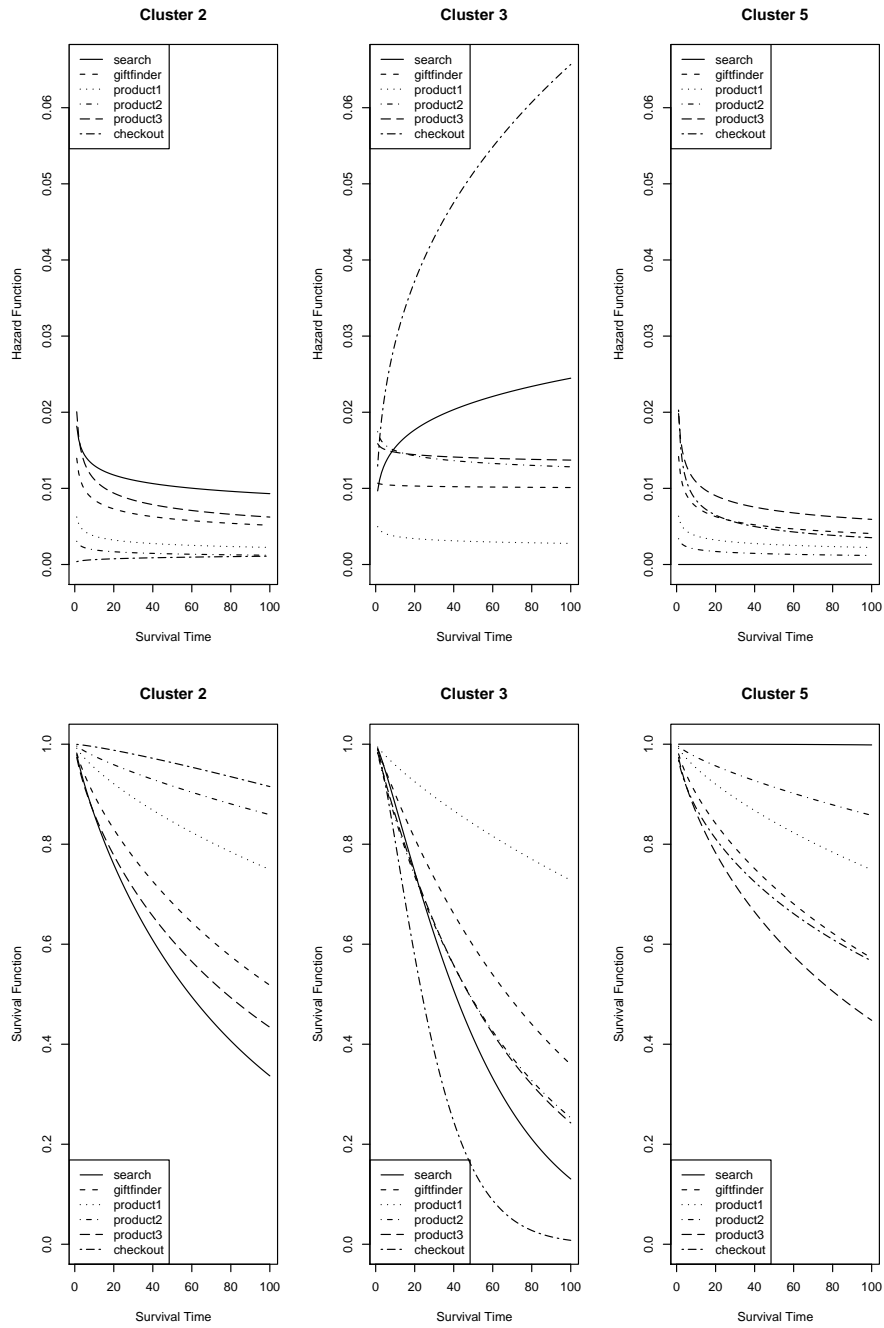 Cluster 2
search
giftfinder
product1
product2
product3
checkout
Hazard Function
0.00
0.01
0.02
0.03
0.04
0.05
0.06
0 20 40 60 80 100
Survival Time
Cluster 3
search
giftfinder
product1
product2
product3
checkout
Hazard Function
0.00
0.01
0.02
0.03
0.04
0.05
0.06
0 20 40 60 80 100
Survival Time
Cluster 5
search
giftfinder
product1
product2
product3
checkout
Hazard Function
0.00
0.01
0.02
0.03
0.04
0.05
0.06
0 20 40 60 80 100
Survival Time
Cluster 2
Survival Function
0.0
0.2
0.4
0.6
0.8
1.0
search
giftfinder
product1
product2
product3
checkout
0 20 40 60 80 100
Survival Time
Cluster 3
Survival Function
0.0
0.2
0.4
0.6
0.8
1.0
search
giftfinder
product1
product2
product3
checkout
0 20 40 60 80 100
Survival Time
Cluster 5
Survival Function
0.0
0.2
0.4
0.6
0.8
1.0
search
giftfinder
product1
product2
product3
checkout
0 20 40 60 80 100
Survival Time